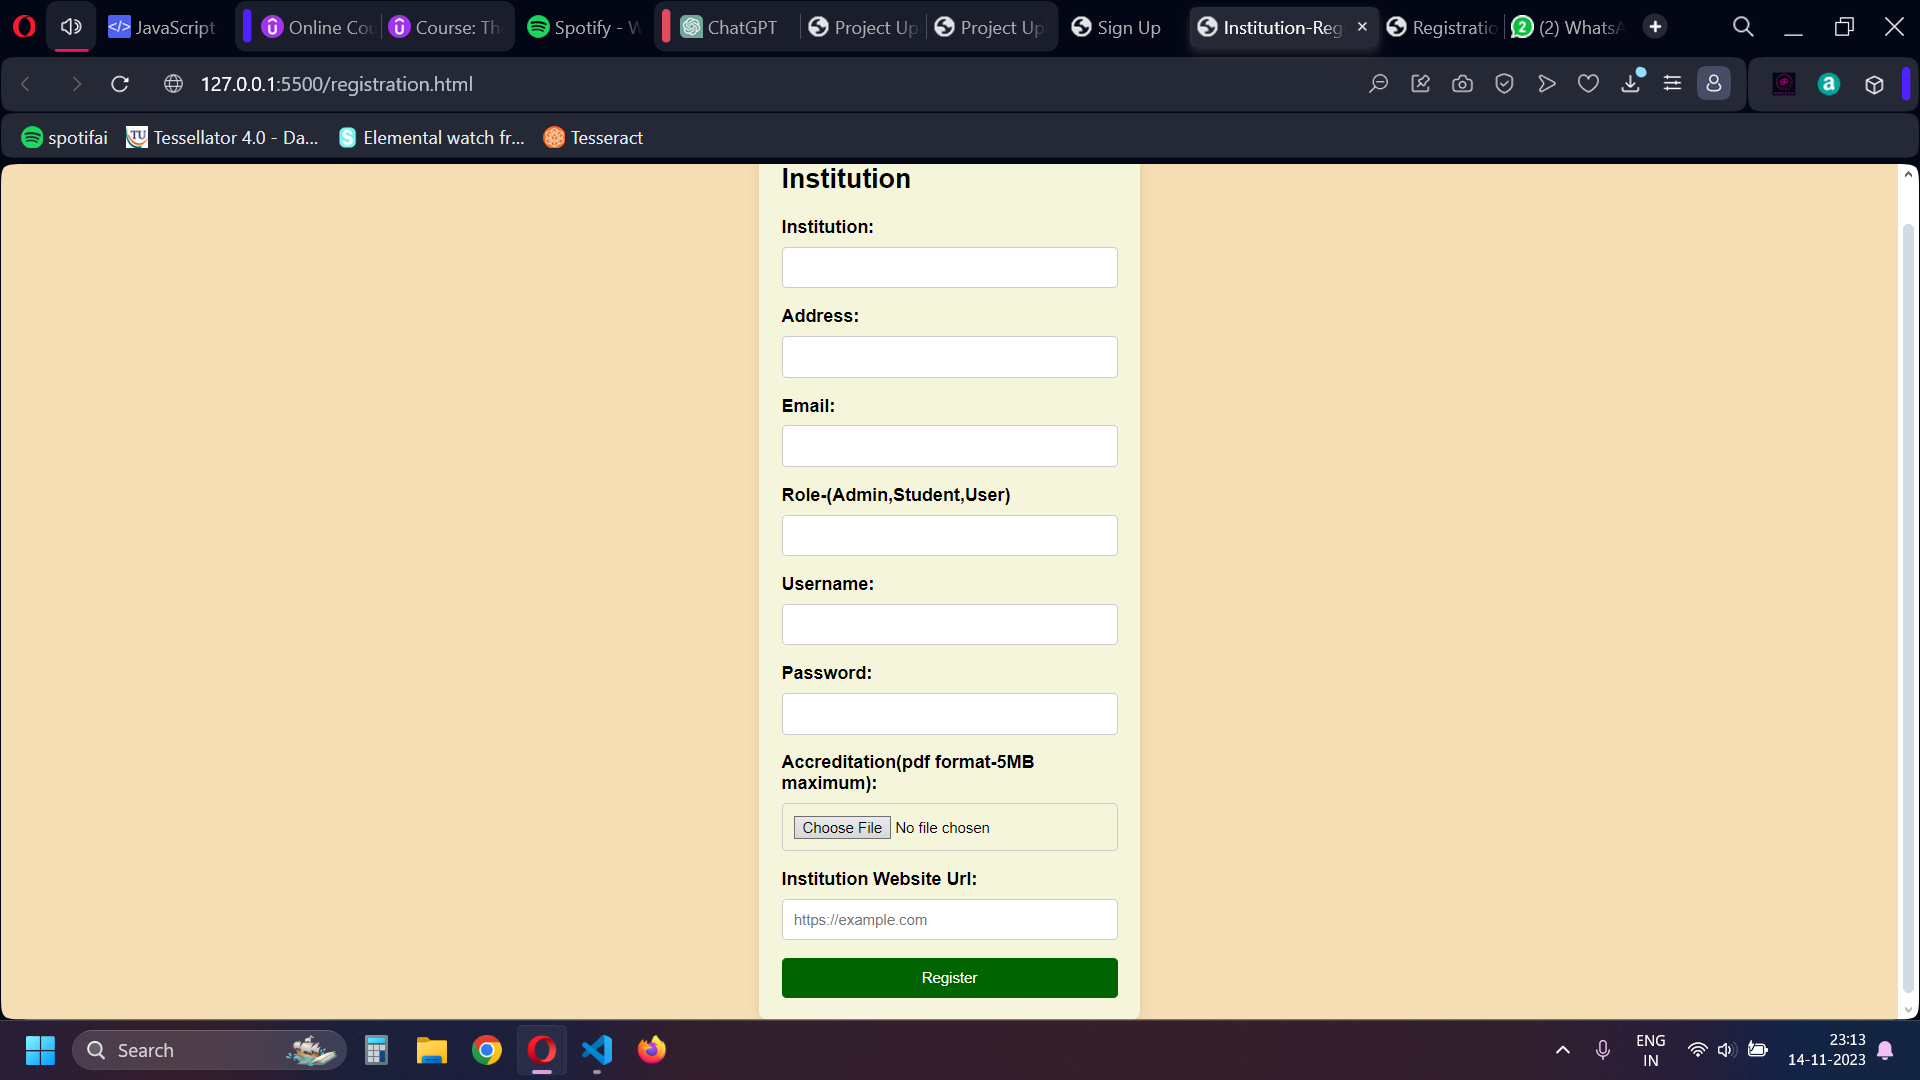 JavaScript
Online Cou
Course: Th
Spotify - W
ChatGPT
Project Up
Project Up
Sign Up
Institution-Reg
Registratio
(2) WhatsA
127.0.0.1:5500/registration.html
spotifai
Tessellator 4.0 - Da...
Elemental watch fr...
Tesseract
Institution
Institution:
Address:
Email:
Role-(Admin,Student,User)
Username:
Password:
Accreditation(pdf format-5MB
maximum):
Choose File No file chosen
Institution Website Url:
https://example.com
Register
Search
ENG
IN
23:13
14-11-2023